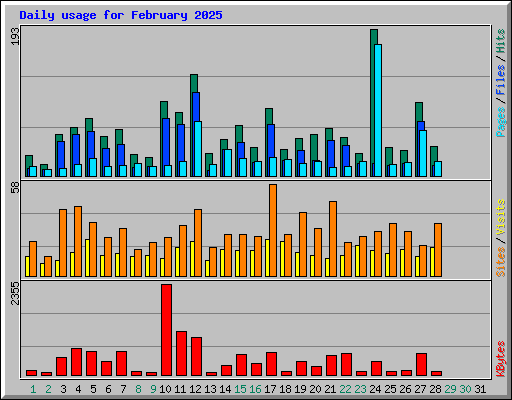 Daily usage for February 2025
193
Pages / Files / Hits
58
Sites / Visits
2355
KBytes
1 2 3 4 5 6 7 8 9 10 11 12 13 14 15 16 17 18 19 20 21 22 23 24 25 26 27 28 29 30 31